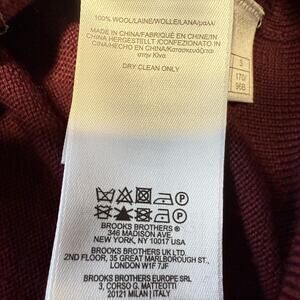 100% WOOL/LAINE/WOLLE/LANA/μαλλί
MADE IN CHINA/FABRIQUÉ EN CHINE/IN
CHINA HERGESTELLT/CONFEZIONATO IN
CINA/HECHO EN CHINA/Κατασκευάζεται
στην Κίνα
DRY CLEAN ONLY
S
170/
96B
P
P
BROOKS BROTHERS ®
346 MADISON AVE.
NEW YORK, NY 10017 USA
BROOKS BROTHERS UK LTD.
2ND FLOOR, 35 GREAT MARLBOROUGH ST.,
LONDON W1F 7JF
BROOKS BROTHERS EUROPE SRL
3, CORSO G. MATTEOTTI
20121 MILAN | ITALY